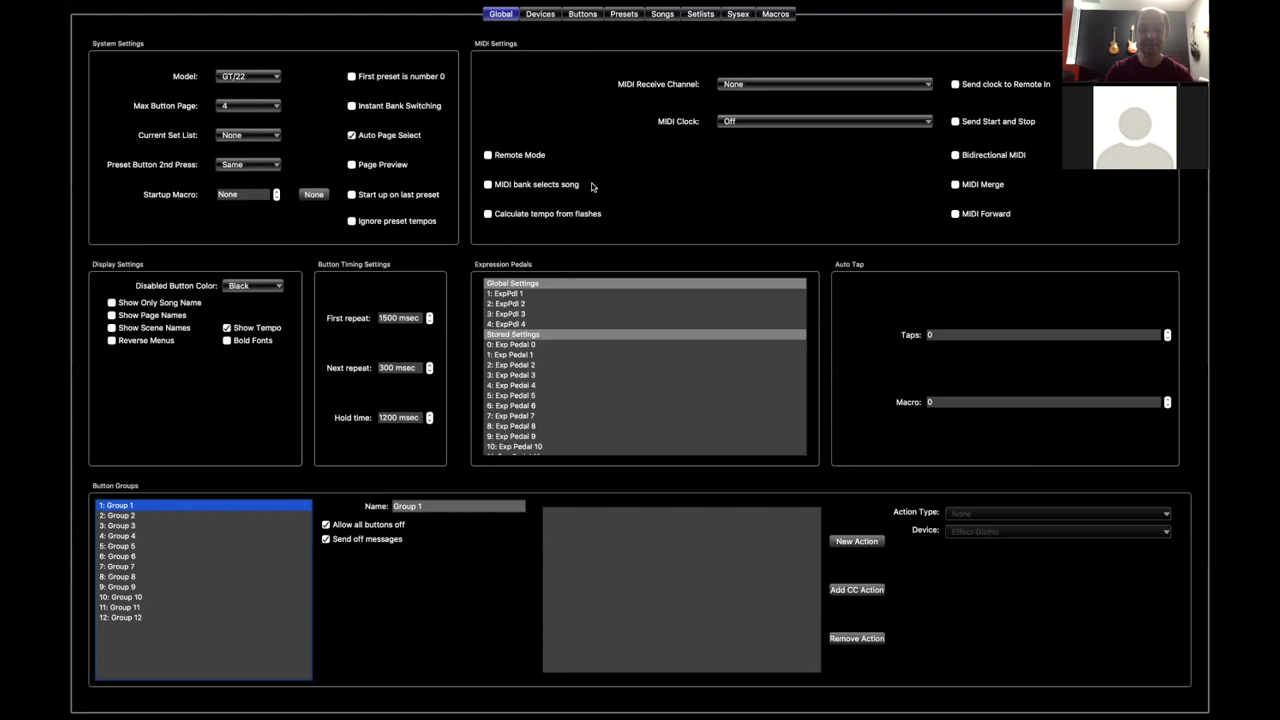 Global Devices Buttons Presets Songs Setlists Sysex Macros
System Settings
Model: GT/22
First preset is number 0
Max Button Page: 4
Instant Bank Switching
Current Set List: None
Auto Page Select
Preset Button 2nd Press: Same
Page Preview
Startup Macro: None None
Start up on last preset
Ignore preset tempos
MIDI Settings
MIDI Receive Channel: None
Send clock to Remote In
MIDI Clock: Off
Send Start and Stop
Remote Mode
Bidirectional MIDI
MIDI bank selects song
MIDI Merge
Calculate tempo from flashes
MIDI Forward
Display Settings
Disabled Button Color: Black
Show Only Song Name
Show Page Names
Show Scene Names
Show Tempo
Reverse Menus
Bold Fonts
Button Timing Settings
First repeat: 1500 msec
Next repeat: 300 msec
Hold time: 1200 msec
Expression Pedals
Global Settings
1: ExpPdl 1
2: ExpPdl 2
3: ExpPdl 3
4: ExpPdl 4
Stored Settings
0: Exp Pedal 0
1: Exp Pedal 1
2: Exp Pedal 2
3: Exp Pedal 3
4: Exp Pedal 4
5: Exp Pedal 5
6: Exp Pedal 6
7: Exp Pedal 7
8: Exp Pedal 8
9: Exp Pedal 9
10: Exp Pedal 10
Auto Tap
Taps: 0
Macro: 0
Button Groups
1: Group 1
2: Group 2
3: Group 3
4: Group 4
5: Group 5
6: Group 6
7: Group 7
8: Group 8
9: Group 9
10: Group 10
11: Group 11
12: Group 12
Name: Group 1
Allow all buttons off
Send off messages
New Action
Add CC Action
Remove Action
Action Type: None
Device: Effect Gizmo